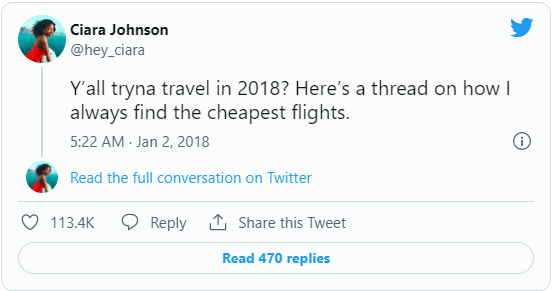 Ciara Johnson
@hey_ciara
Y’all tryna travel in 2018? Here’s a thread on how I
always find the cheapest flights.
5:22 AM · Jan 2, 2018
Read the full conversation on Twitter
113.4K Reply Share this Tweet
Read 470 replies